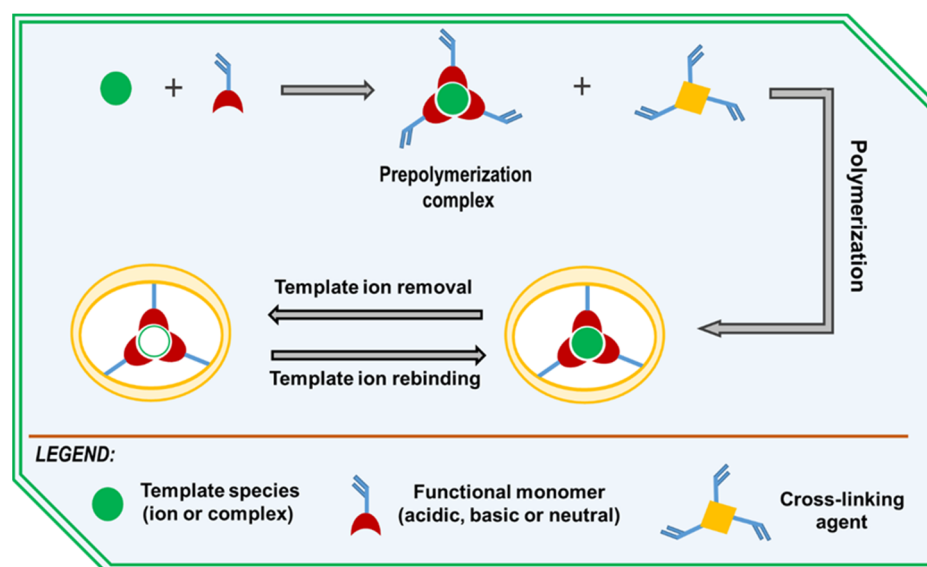 +
+
Prepolymerization
complex
Polymerization
Template ion removal
Template ion rebinding
LEGEND:
Template species
(ion or complex)
Functional monomer
(acidic, basic or neutral)
Cross-linking
agent